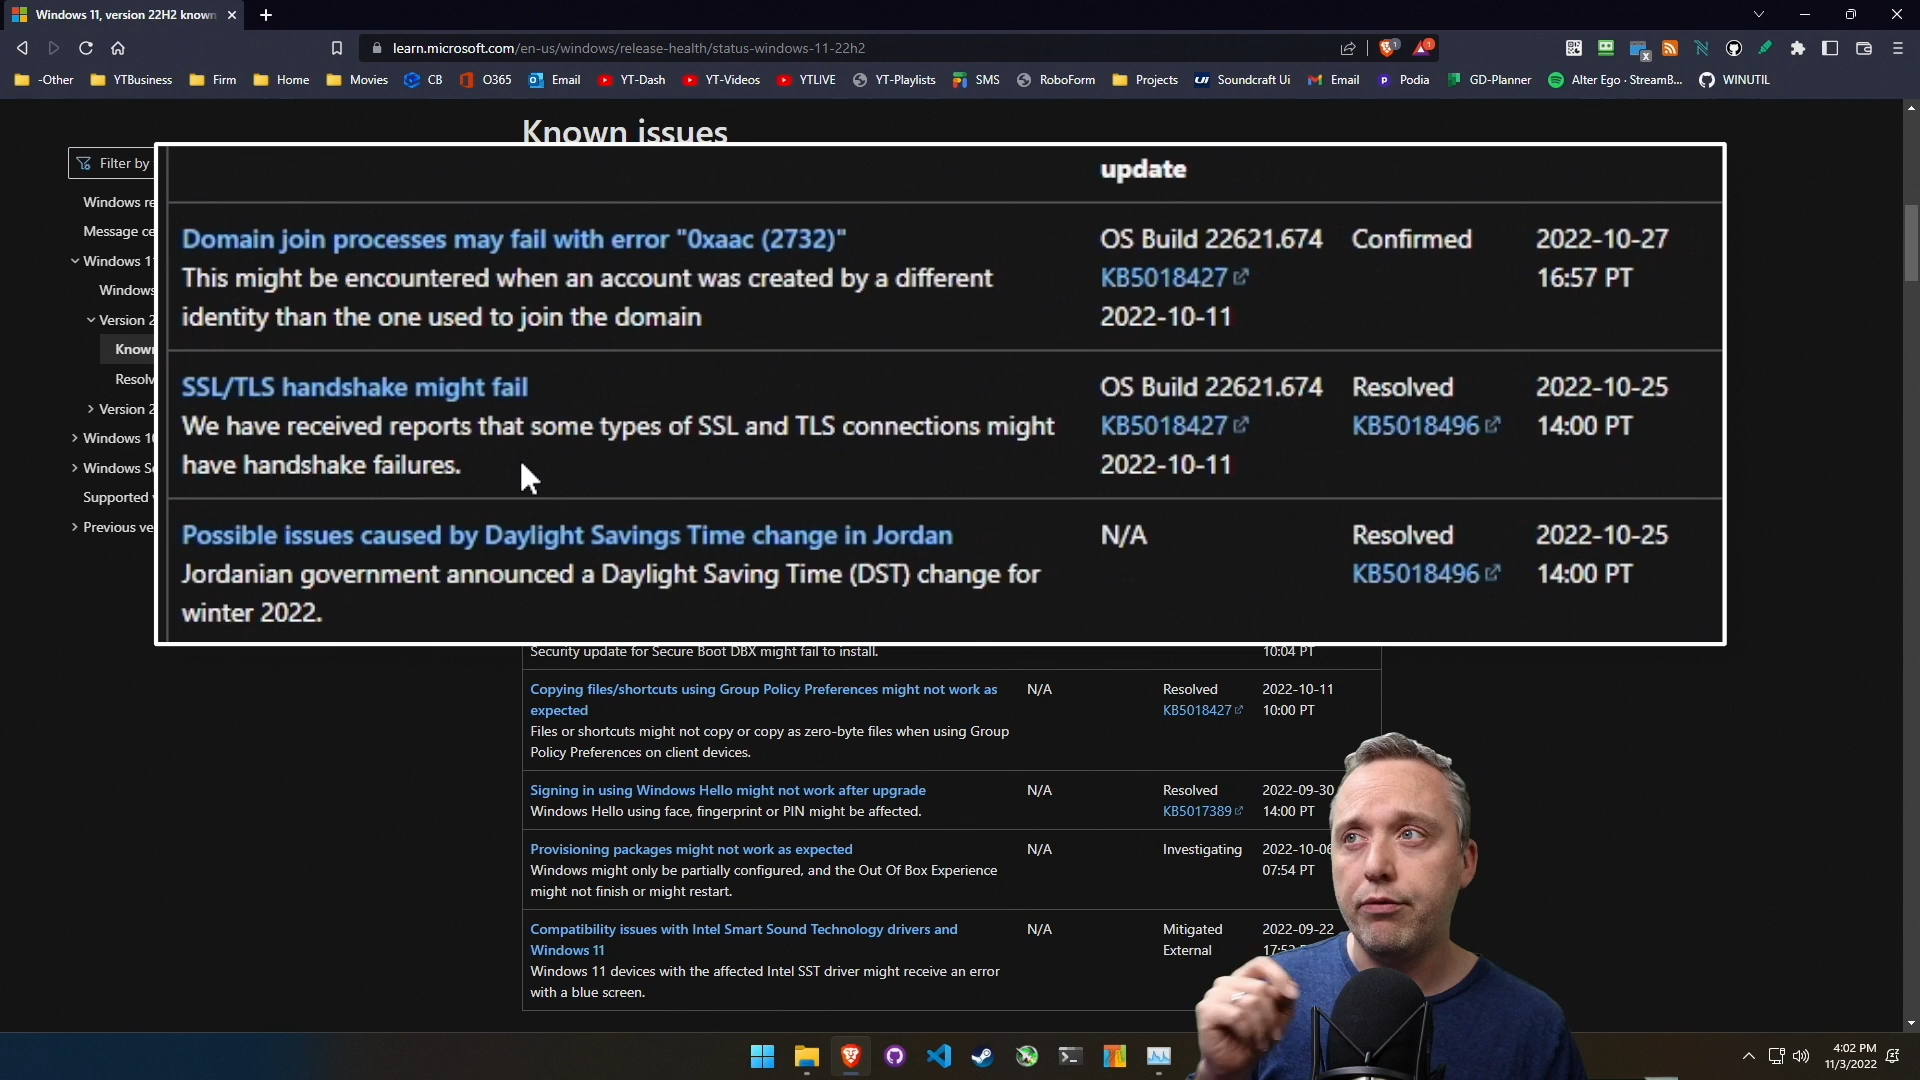 Windows 11, version 22H2 known
learn.microsoft.com/en-us/windows/release-health/status-windows-11-22h2
1
1
X
-Other
YTBusiness
Firm
Home
Movies
CB
O365
Email
YT-Dash
YT-Videos
YTLIVE
YT-Playlists
SMS
RoboForm
Projects
Soundcraft Ui
Email
Podia
GD-Planner
Alter Ego · StreamB...
WINUTIL
Known issues
Filter by
Windows re
Message ce
Windows 1
Windows
Version 2
Known
Resolv
Version 2
Windows 10
Windows Se
Supported
Previous ve
update
Domain join processes may fail with error "0xaac (2732)"
This might be encountered when an account was created by a different
identity than the one used to join the domain
OS Build 22621.674
KB5018427
2022-10-11
Confirmed
2022-10-27
16:57 PT
SSL/TLS handshake might fail
We have received reports that some types of SSL and TLS connections might
have handshake failures.
OS Build 22621.674
KB5018427
2022-10-11
Resolved
KB5018496
2022-10-25
14:00 PT
Possible issues caused by Daylight Savings Time change in Jordan
Jordanian government announced a Daylight Saving Time (DST) change for
winter 2022.
N/A
Resolved
KB5018496
2022-10-25
14:00 PT
Security update for Secure Boot DBX might fail to install.
10:04 PT
Copying files/shortcuts using Group Policy Preferences might not work as
expected
Files or shortcuts might not copy or copy as zero-byte files when using Group
Policy Preferences on client devices.
N/A
Resolved
KB5018427
2022-10-11
10:00 PT
Signing in using Windows Hello might not work after upgrade
Windows Hello using face, fingerprint or PIN might be affected.
N/A
Resolved
KB5017389
2022-09-30
14:00 PT
Provisioning packages might not work as expected
Windows might only be partially configured, and the Out Of Box Experience
might not finish or might restart.
N/A
Investigating
2022-10-06
07:54 PT
Compatibility issues with Intel Smart Sound Technology drivers and
Windows 11
Windows 11 devices with the affected Intel SST driver might receive an error
with a blue screen.
N/A
Mitigated
External
2022-09-22
17:52
4:02 PM
11/3/2022